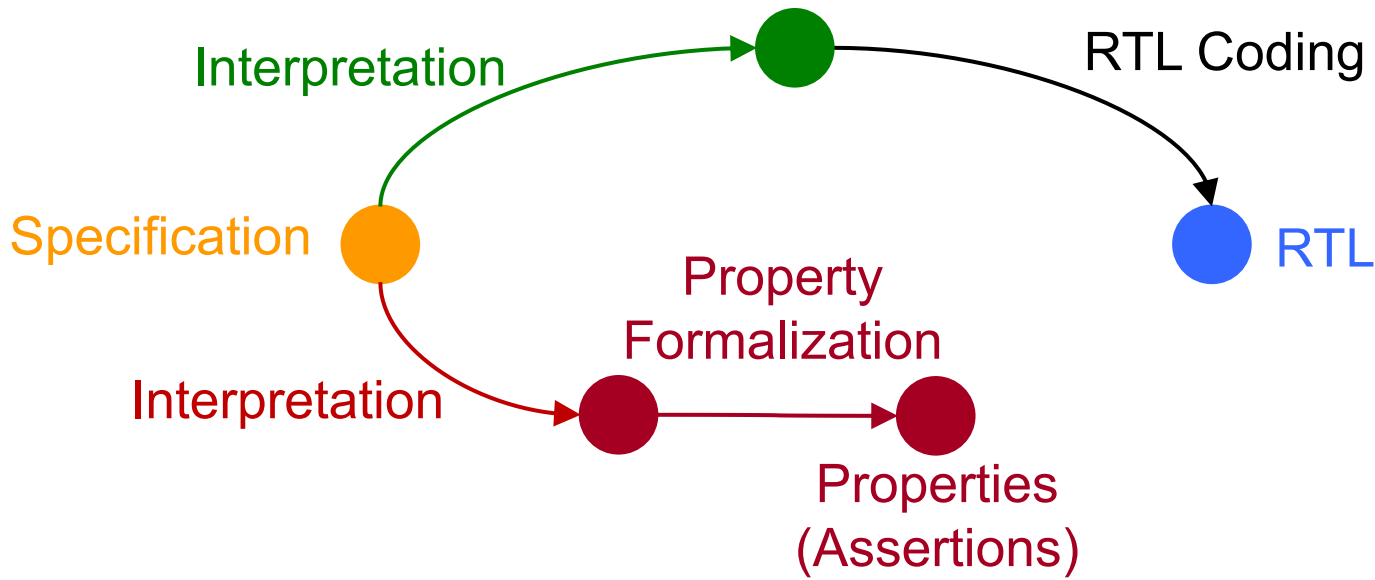 Interpretation
RTL Coding
Specification
RTL
Property
Formalization
Interpretation
Properties
(Assertions)